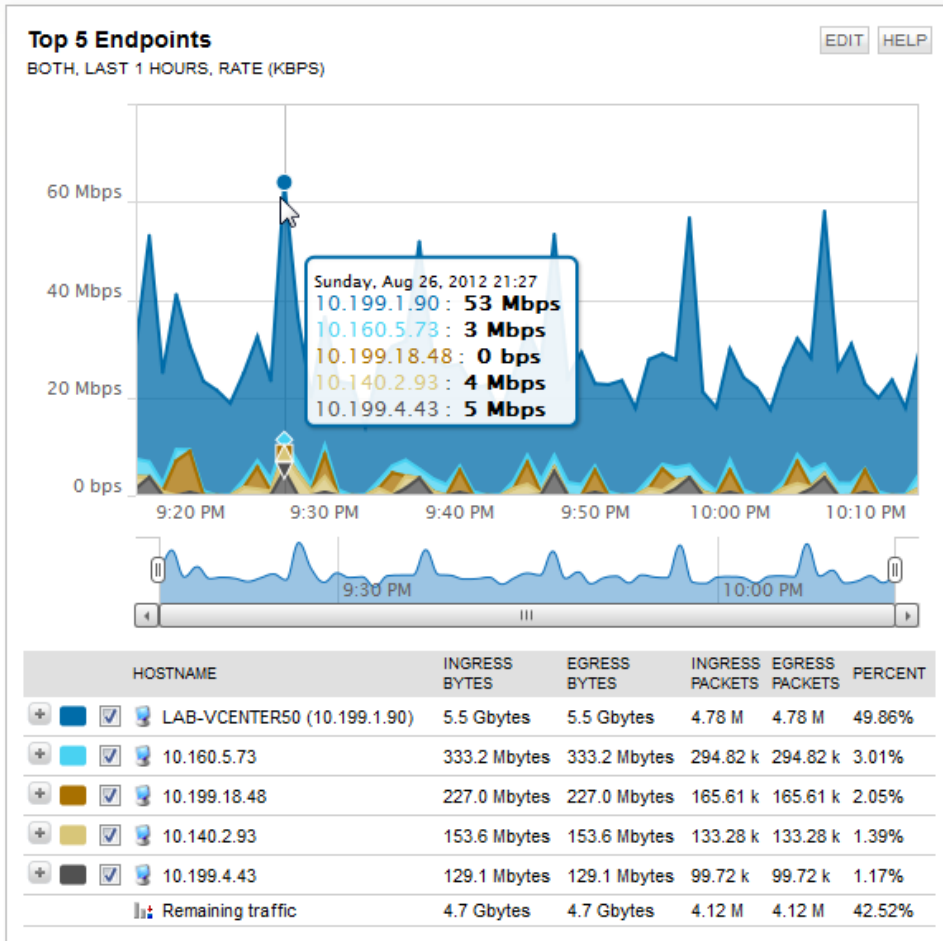 Top 5 Endpoints
EDIT HELP
BOTH, LAST 1 HOURS, RATE (KBPS)
60 Mbps
40 Mbps
20 Mbps
0 bps
Sunday, Aug 26, 2012 21:27
10.199.1.90 : 53 Mbps
10.160.5.73 : 3 Mbps
10.199.18.48 : 0 bps
10.140.2.93 : 4 Mbps
10.199.4.43 : 5 Mbps
9:20 PM 9:30 PM 9:40 PM 9:50 PM 10:00 PM 10:10 PM
9:30 PM 10:00 PM
HOSTNAME INGRESS BYTES EGRESS BYTES INGRESS PACKETS EGRESS PACKETS PERCENT
LAB-VCENTER50 (10.199.1.90) 5.5 Gbytes 5.5 Gbytes 4.78 M 4.78 M 49.86%
10.160.5.73 333.2 Mbytes 333.2 Mbytes 294.82 k 294.82 k 3.01%
10.199.18.48 227.0 Mbytes 227.0 Mbytes 165.61 k 165.61 k 2.05%
10.140.2.93 153.6 Mbytes 153.6 Mbytes 133.28 k 133.28 k 1.39%
10.199.4.43 129.1 Mbytes 129.1 Mbytes 99.72 k 99.72 k 1.17%
Remaining traffic 4.7 Gbytes 4.7 Gbytes 4.12 M 4.12 M 42.52%